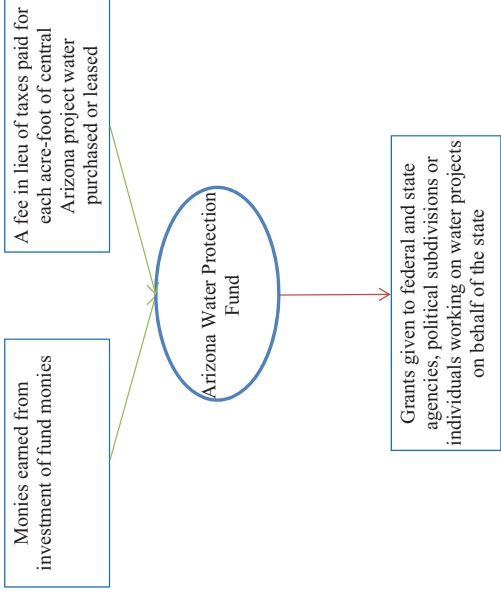 Monies earned from
investment of fund monies
A fee in lieu of taxes paid for
each acre-foot of central
Arizona project water
purchased or leased
Arizona Water Protection
Fund
Grants given to federal and state
agencies, political subdivisions or
individuals working on water projects
on behalf of the state